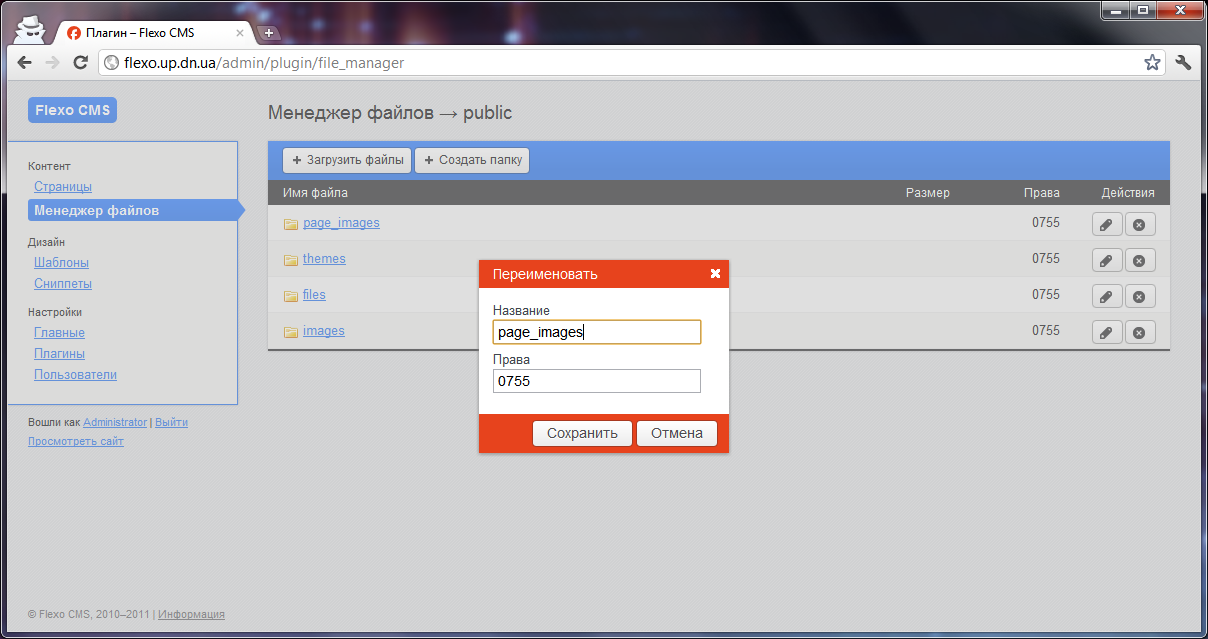 Плагин – Flexo CMS
flexo.up.dn.ua/admin/plugin/file_manager
Flexo CMS
Менеджер файлов → public
Контент
Страницы
Менеджер файлов
Дизайн
Шаблоны
Сниппеты
Настройки
Главные
Плагины
Пользователи
Вошли как Administrator | Выйти
Просмотреть сайт
+ Загрузить файлы + Создать папку
Имя файла Размер Права Действия
page_images 0755
themes 0755
files 0755
images 0755
Переименовать
Название
page_images
Права
0755
Сохранить Отмена
© Flexo CMS, 2010–2011 | Информация